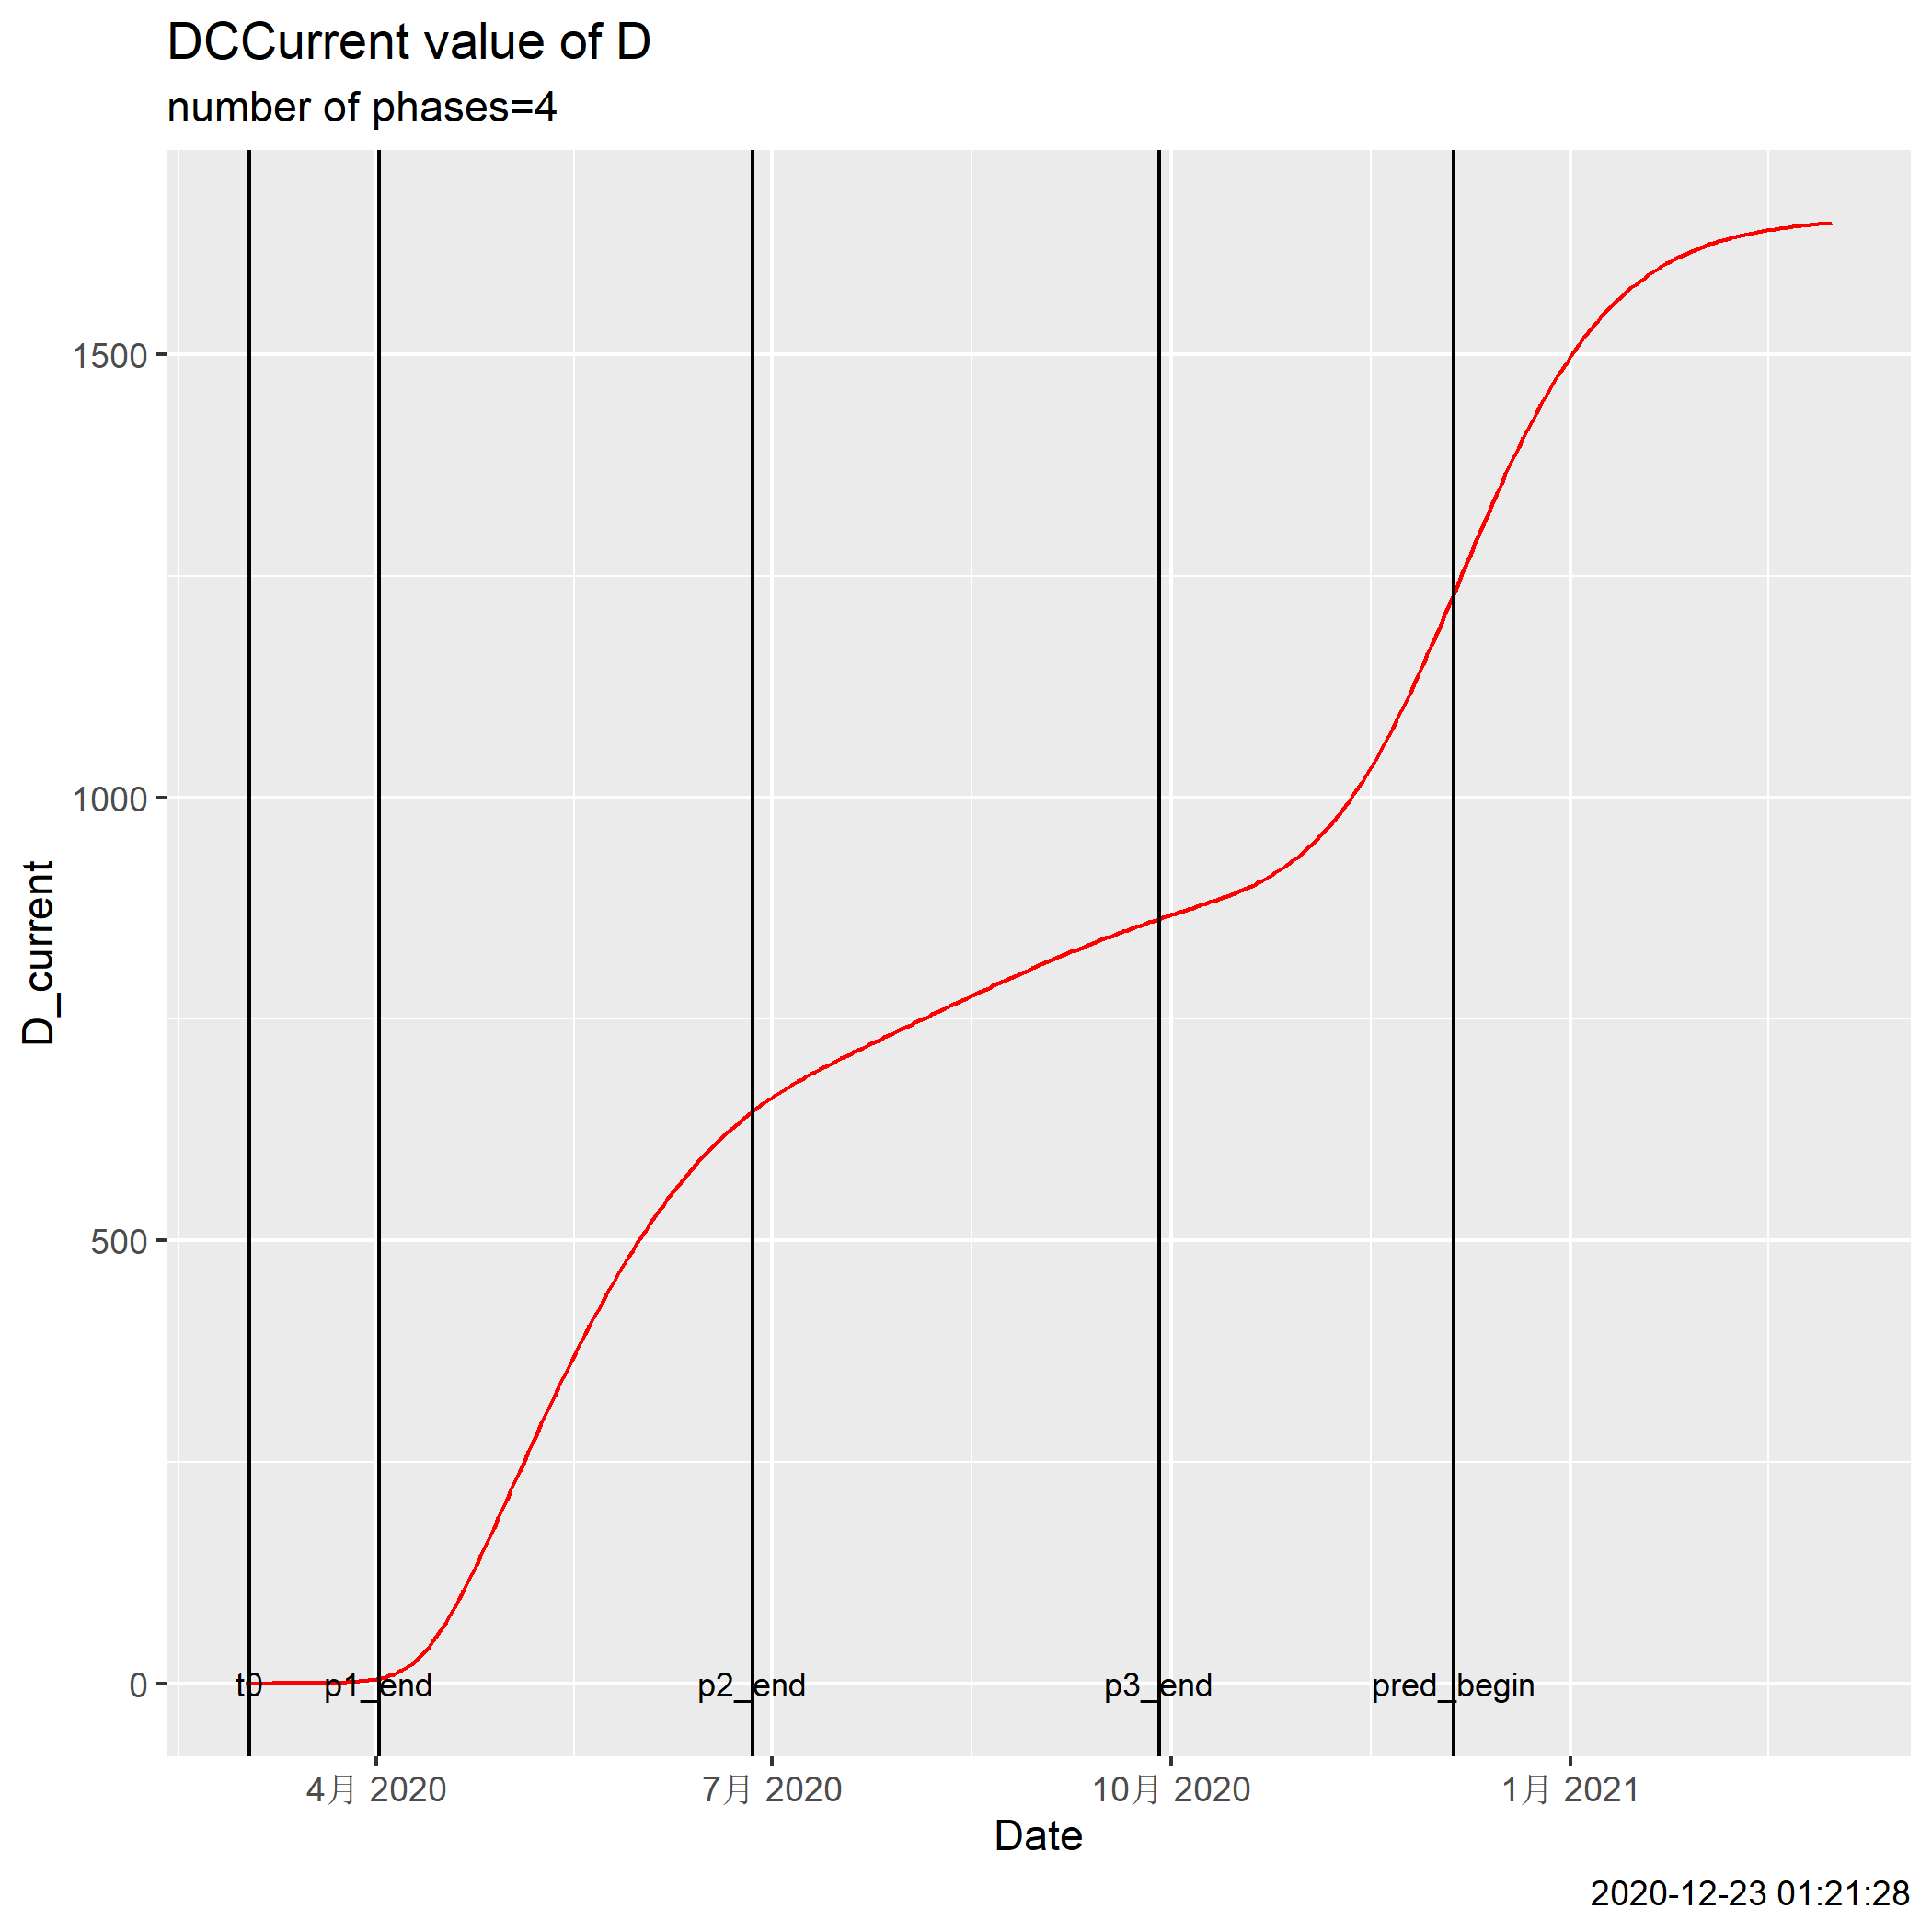 DCCurrent value of D
number of phases=4
D_current
1500
1000
500
0
t0
p1_end
p2_end
p3_end
pred_begin
4月 2020
7月 2020
10月 2020
1月 2021
Date
2020-12-23 01:21:28